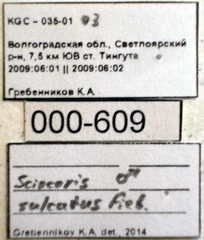 KGC - 035-01 93
Волгоградская обл., Светлоярский
р-н, 7,5 км ЮВ ст. Тингута
2009:06:01 || 2009:06:02
Гребенников К.А.
000-609
Sciocoris ♂
sulcatus Fieb.
Grebennikov K.A. det., 2014